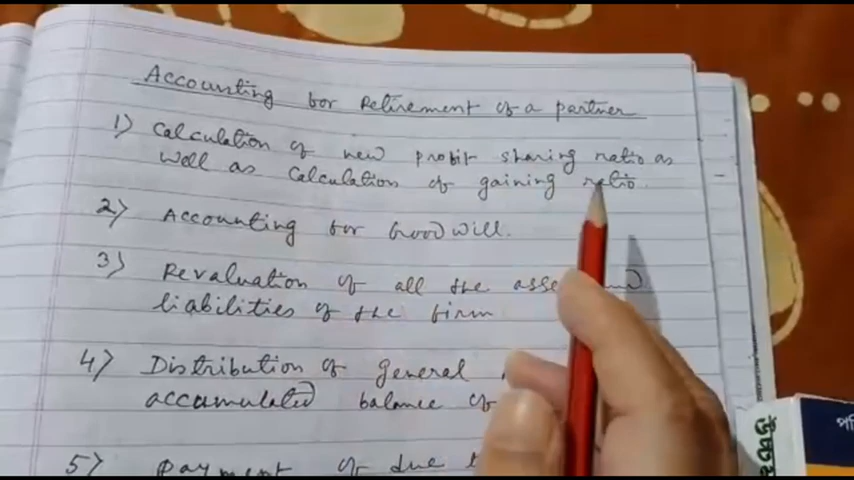 Accounting for Retirement of a partner
1) Calculation of new profit sharing ratio as
well as calculation of gaining ratio.
2) Accounting for Goodwill.
3) Revaluation of all the
liabilities of the firm
4) Distribution of general
accumulated balance of
5) Payment of due